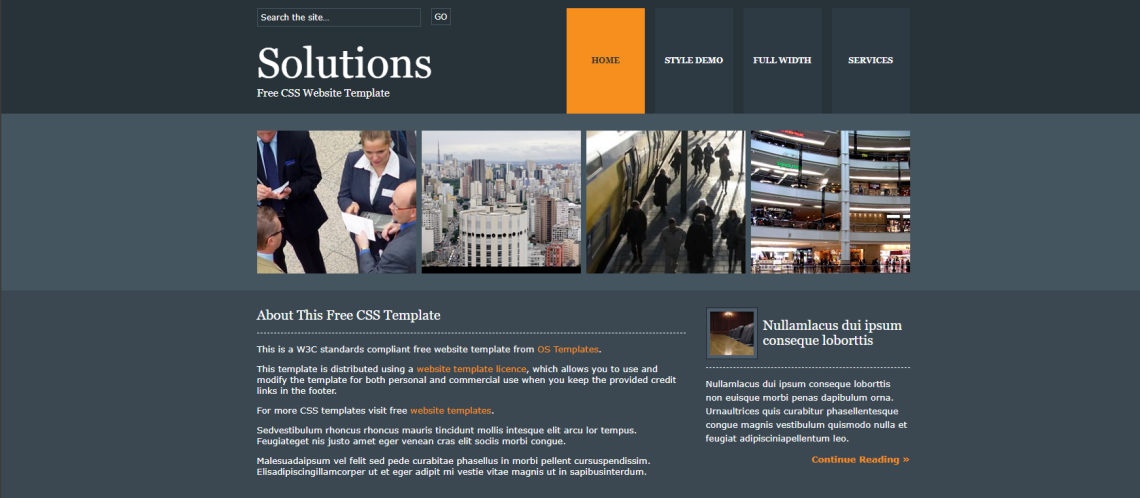 Search the site...
GO
Solutions
Free CSS Website Template
HOME
STYLE DEMO
FULL WIDTH
SERVICES
About This Free CSS Template
This is a W3C standards compliant free website template from OS Templates.
This template is distributed using a website template licence, which allows you to use and
modify the template for both personal and commercial use when you keep the provided credit
links in the footer.
For more CSS templates visit free website templates.
Sedvestibulum rhoncus rhoncus mauris tincidunt mollis intesque elit arcu lor tempus.
Feugiateget nis justo amet eger venean cras elit sociis morbi congue.
Malesuadaipsum vel felit sed pede curabitae phasellus in morbi pellent cursuspendissim.
Elisadipiscingillamcorper ut et eger adipit mi vestie vitae magnis ut in sapibusinterdum.
Nullamlacus dui ipsum
conseque loborttis
Nullamlacus dui ipsum conseque loborttis
non euisque morbi penas dapibulum orna.
Urnaultrices quis curabitur phasellentesque
congue magnis vestibulum quismodo nulla et
feugiat adipisciniapellentum leo.
Continue Reading »